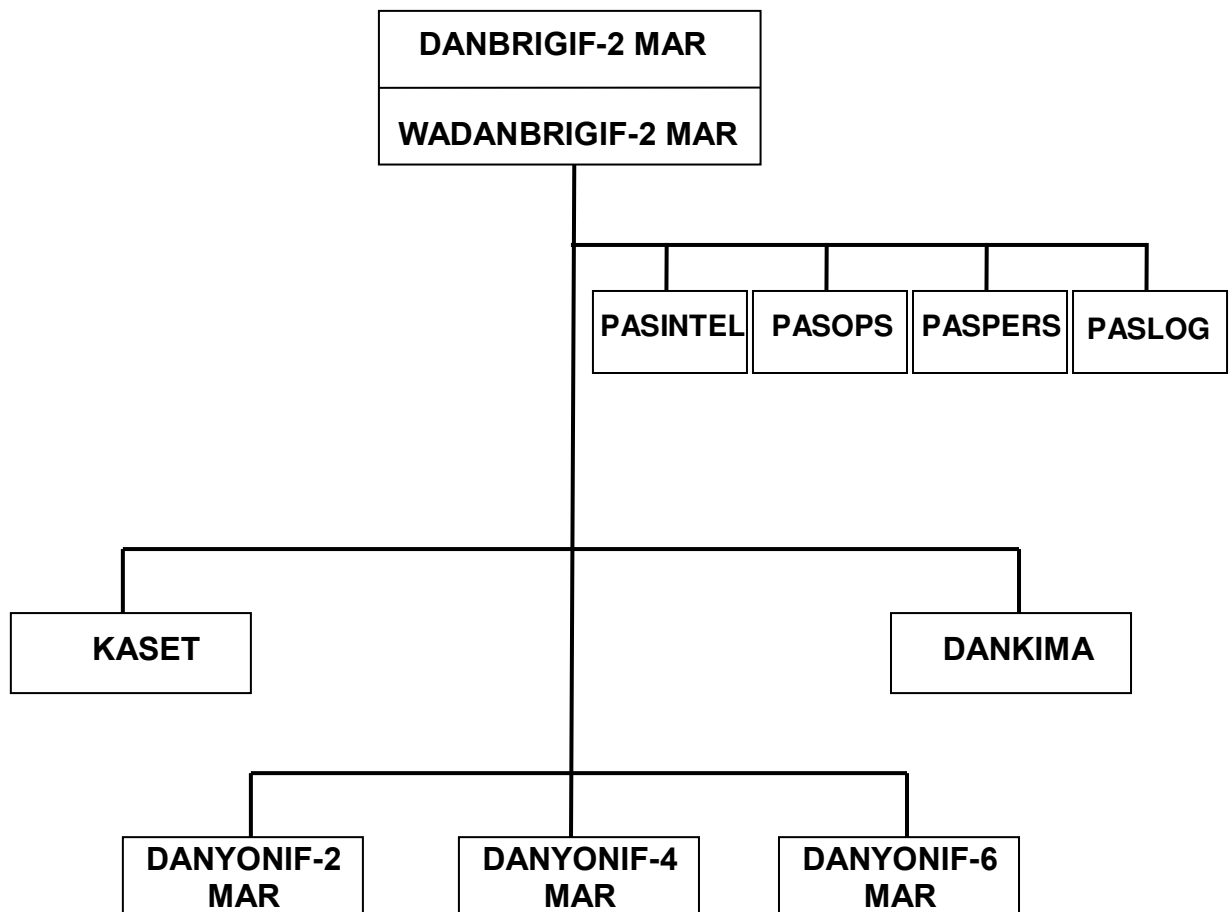 DANBRIGIF-2 MAR
WADANBRIGIF-2 MAR
PASINTEL
PASOPS
PASPERS
PASLOG
KASET
DANKIMA
DANYONIF-2
MAR
DANYONIF-4
MAR
DANYONIF-6
MAR